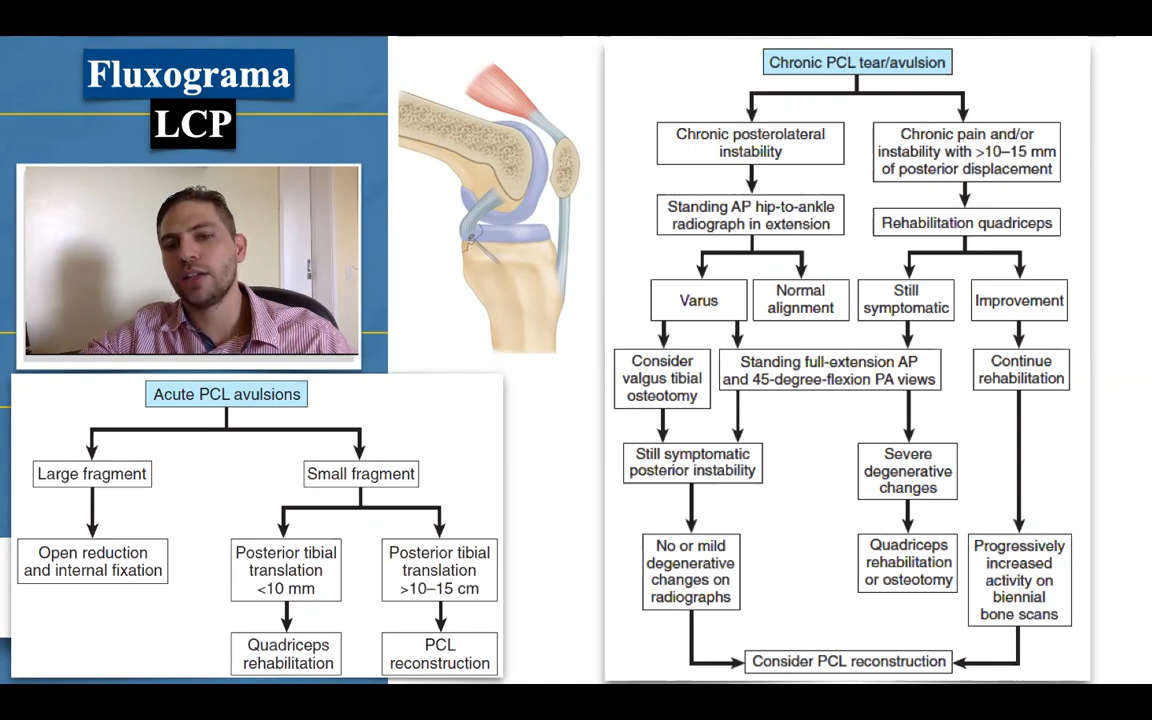 Fluxograma
LCP
Acute PCL avulsions
Large fragment
Small fragment
Open reduction
and internal fixation
Posterior tibial
translation
<10 mm
Posterior tibial
translation
>10–15 cm
Quadriceps
rehabilitation
PCL
reconstruction
Chronic PCL tear/avulsion
Chronic posterolateral
instability
Chronic pain and/or
instability with >10–15 mm
of posterior displacement
Standing AP hip-to-ankle
radiograph in extension
Rehabilitation quadriceps
Varus
Normal
alignment
Still
symptomatic
Improvement
Consider
valgus tibial
osteotomy
Standing full-extension AP
and 45-degree-flexion PA views
Continue
rehabilitation
Still symptomatic
posterior instability
Severe
degenerative
changes
No or mild
degenerative
changes on
radiographs
Quadriceps
rehabilitation
or osteotomy
Progressively
increased
activity on
biennial
bone scans
Consider PCL reconstruction